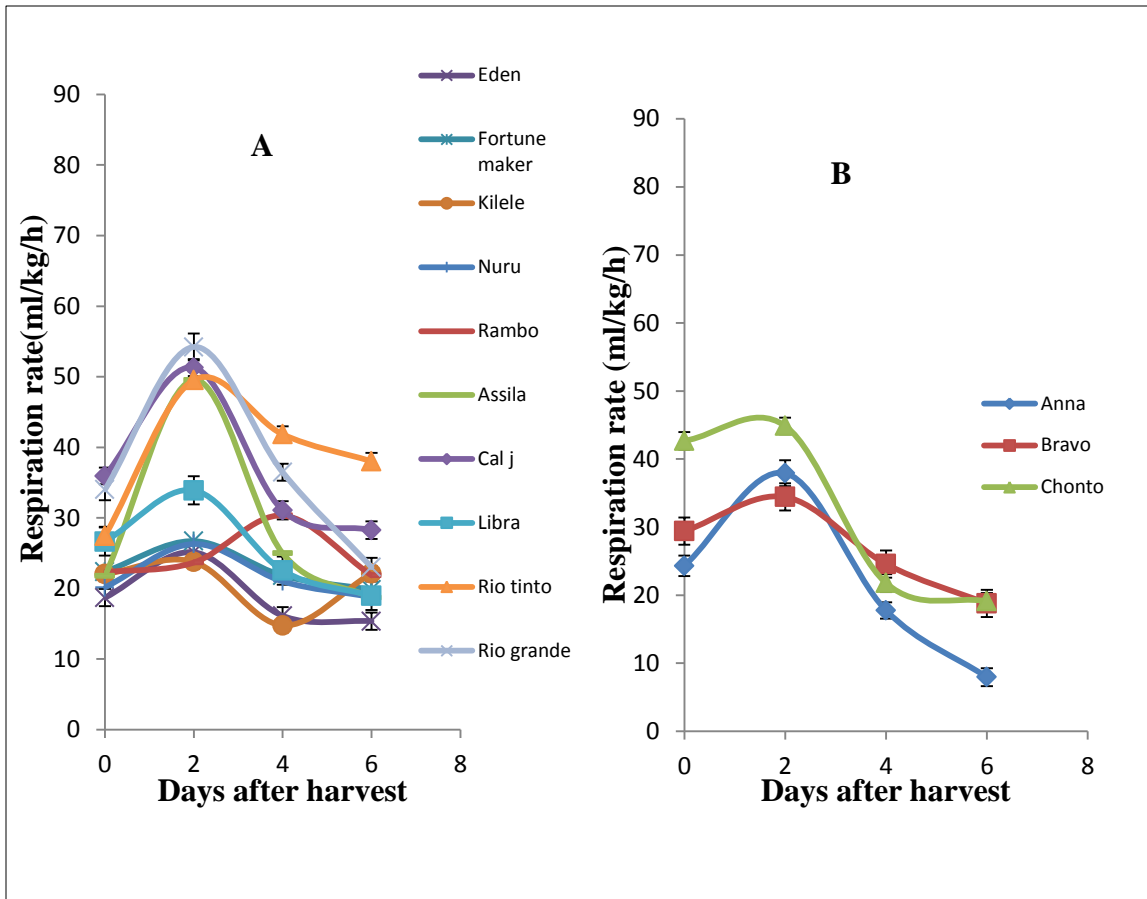 A
Respiration rate(ml/kg/h)
90
80
70
60
50
40
30
20
10
0
0 2 4 6 8
Days after harvest
Eden
Fortune
maker
Kilele
Nuru
Rambo
Assila
Cal j
Libra
Rio tinto
Rio grande
B
Respiration rate (ml/kg/h)
90
80
70
60
50
40
30
20
10
0
0 2 4 6 8
Days after harvest
Anna
Bravo
Chonto